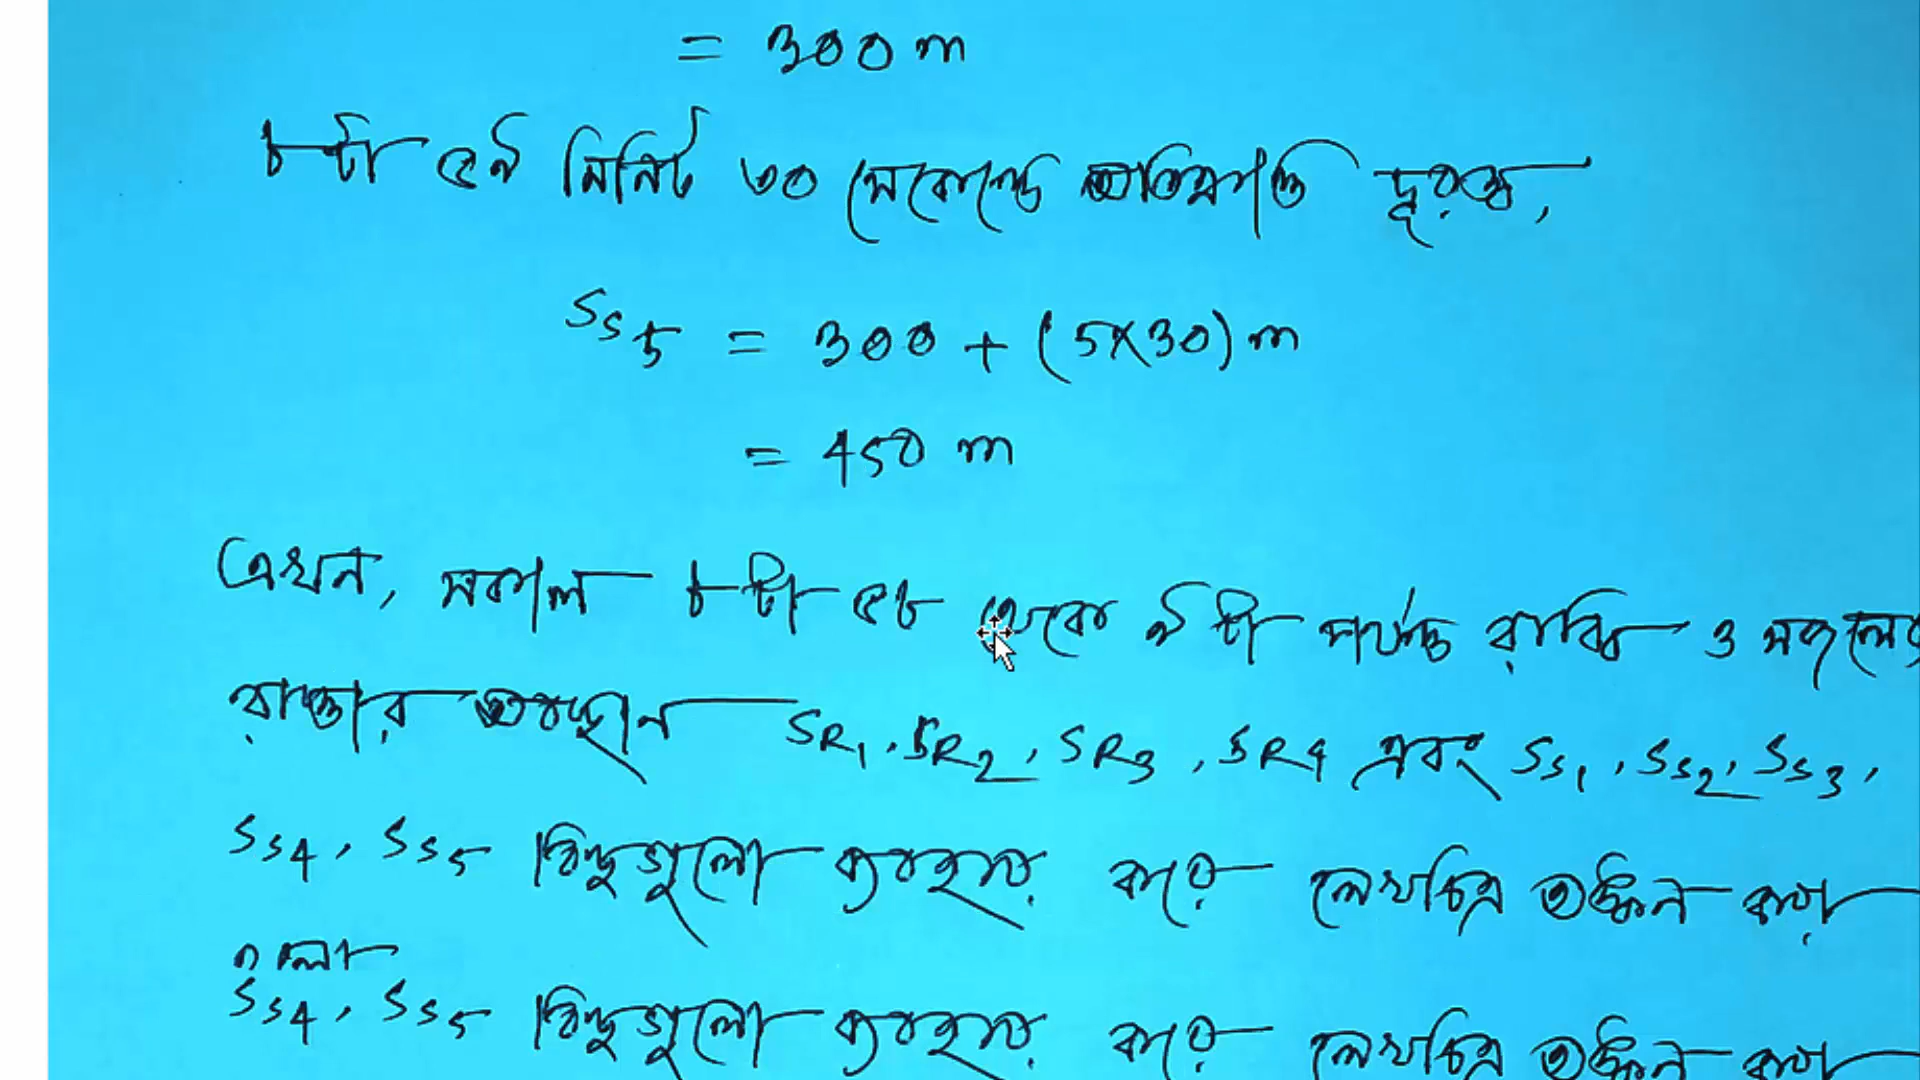 = 300 m
৮টা ৫৯ মিনিট ৩০ সেকেন্ডে অতিক্রান্ত দূরত্ব,
Ss5 = 300 + (5×30) m
= 450 m
এখন, সকাল ৮টা ৫৮ থেকে ৯টা পর্যন্ত রাব্বি ও সজলের
রাস্তার অবস্থান SR1, SR2, SR3, SR4 এবং Ss1, Ss2, Ss3,
Ss4, Ss5 বিন্দুগুলো ব্যবহার করে লেখচিত্র অঙ্কন করা
হলো
Ss4, Ss5 বিন্দুগুলো ব্যবহার করে লেখচিত্র অঙ্কন করা